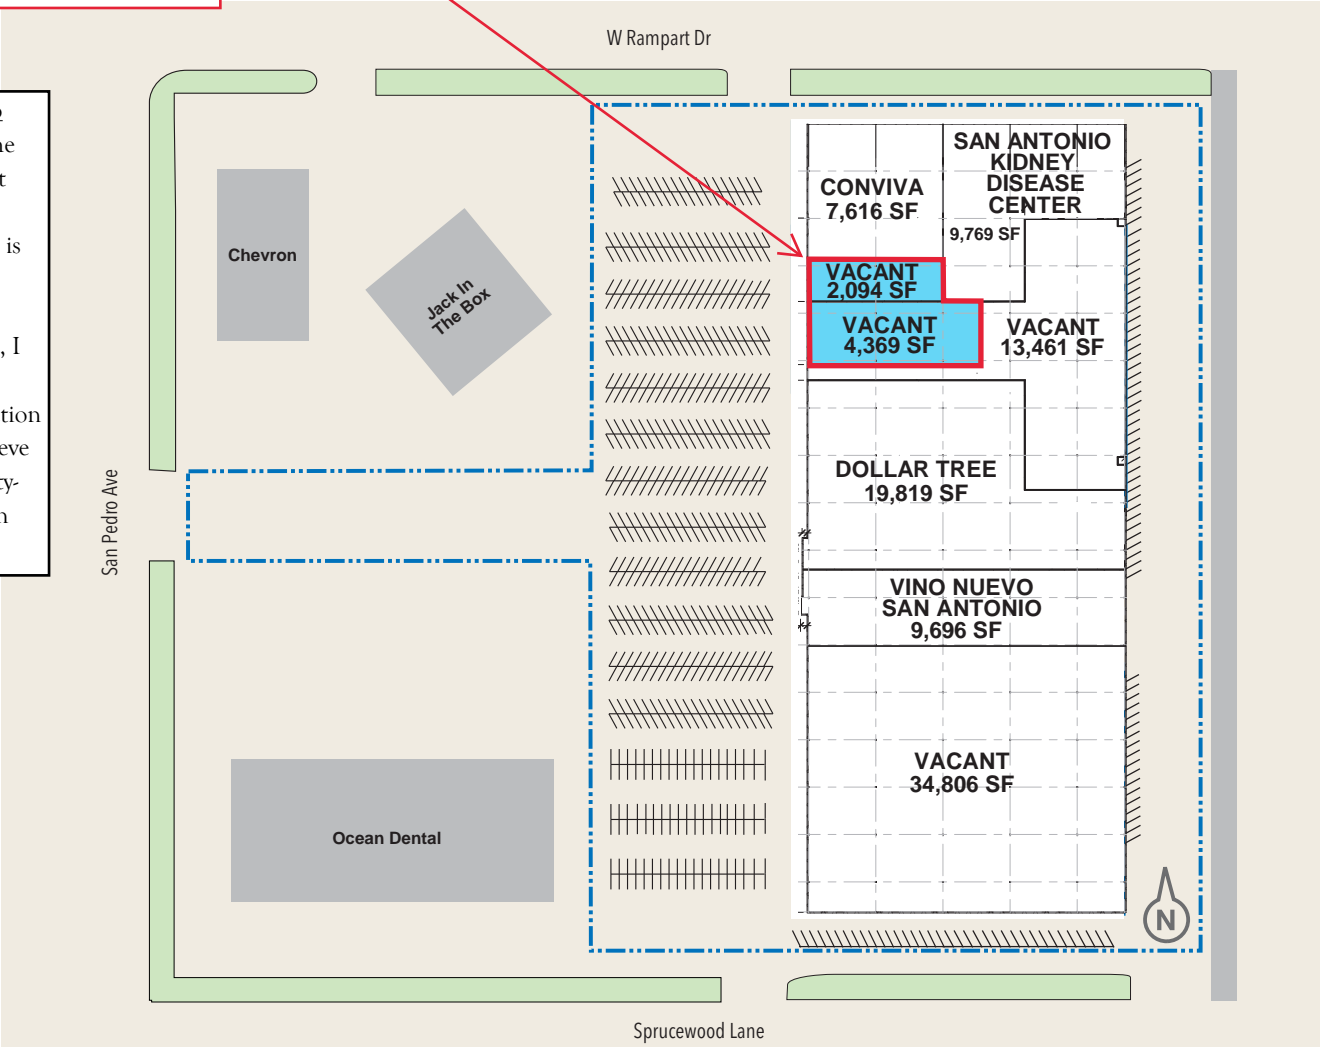 W Rampart Dr
is
, I
San Pedro Ave
Chevron
Jack In
The Box
CONVIVA
7,616 SF
SAN ANTONIO
KIDNEY
DISEASE
CENTER
9,769 SF
VACANT
2,094 SF
VACANT
4,369 SF
VACANT
13,461 SF
DOLLAR TREE
19,819 SF
VINO NUEVO
SAN ANTONIO
9,696 SF
VACANT
34,806 SF
Ocean Dental
N
Sprucewood Lane